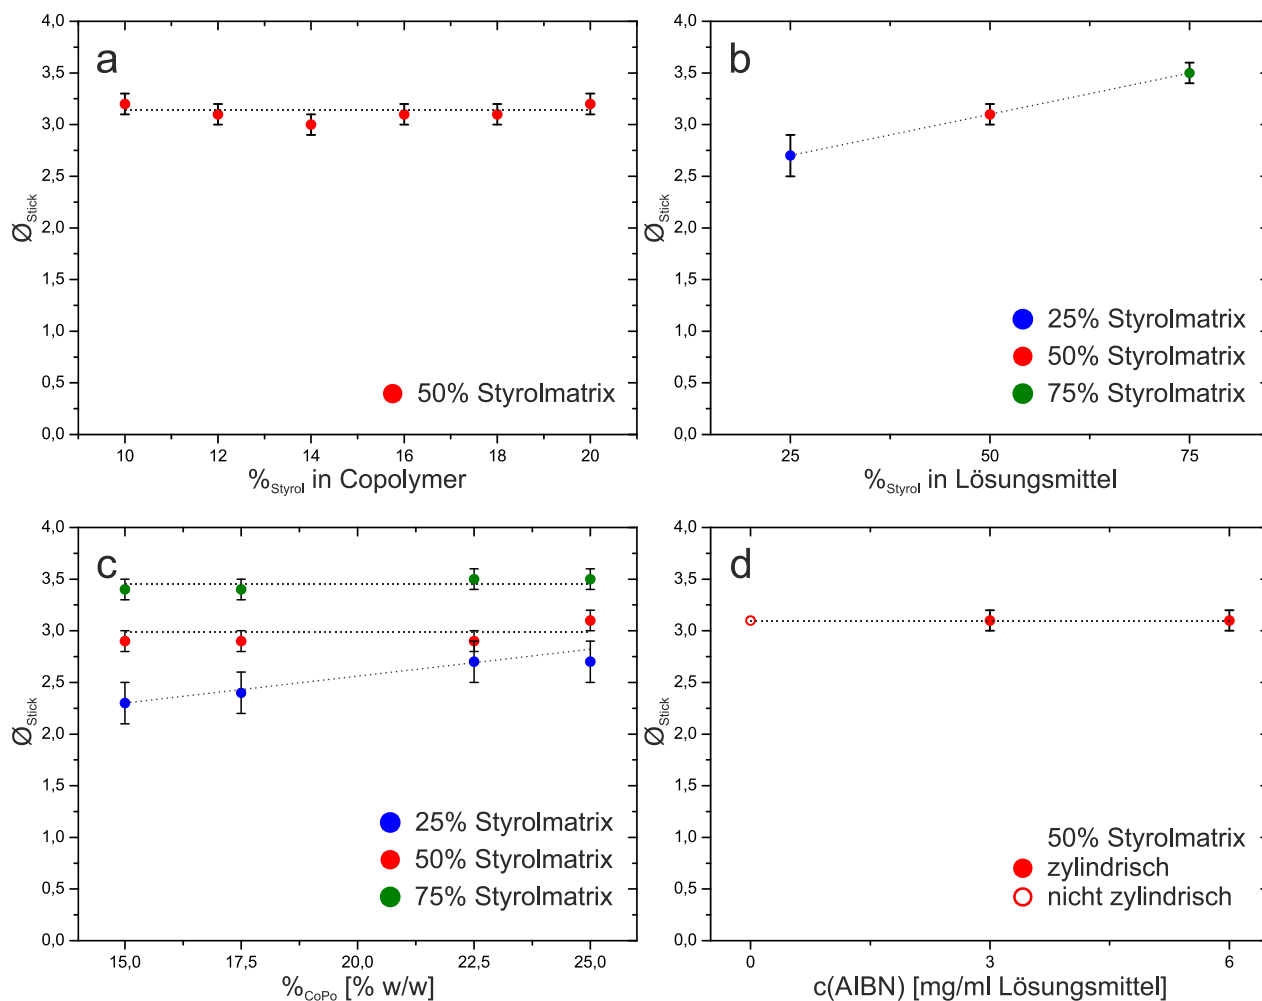 a
4,0
3,5
3,0
2,5
2,0
1,5
1,0
0,5
0,0
ØStick
50% Styrolmatrix
10 12 14 16 18 20
%Styrol in Copolymer
b
4,0
3,5
3,0
2,5
2,0
1,5
1,0
0,5
0,0
ØStick
25% Styrolmatrix
50% Styrolmatrix
75% Styrolmatrix
25 50 75
%Styrol in Lösungsmittel
c
4,0
3,5
3,0
2,5
2,0
1,5
1,0
0,5
0,0
ØStick
25% Styrolmatrix
50% Styrolmatrix
75% Styrolmatrix
15,0 17,5 20,0 22,5 25,0
%CoPo [% w/w]
d
4,0
3,5
3,0
2,5
2,0
1,5
1,0
0,5
0,0
ØStick
50% Styrolmatrix
zylindrisch
nicht zylindrisch
0 3 6
c(AIBN) [mg/ml Lösungsmittel]